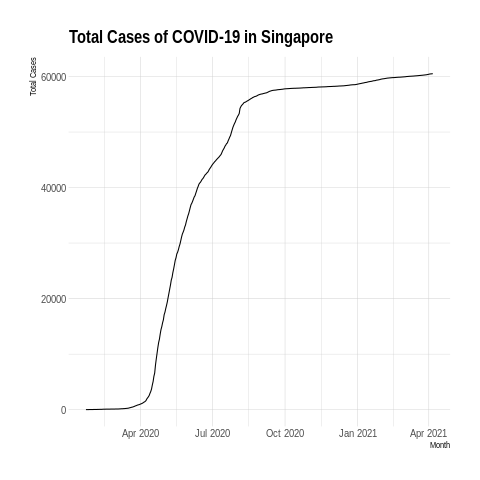 Total Cases of COVID-19 in Singapore
Total Cases
60000
40000
20000
0
Apr 2020 Jul 2020 Oct 2020 Jan 2021 Apr 2021
Month